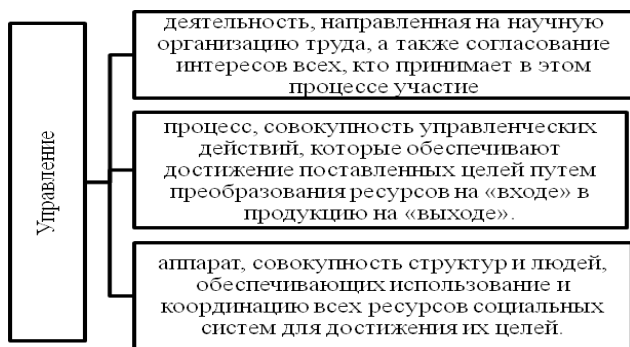 Управление
деятельность, направленная на научную
организацию труда, а также согласование
интересов всех, кто принимает в этом
процессе участие
процесс, совокупность управленческих
действий, которые обеспечивают
достижение поставленных целей путем
преобразования ресурсов на «входе» в
продукцию на «выходе».
аппарат, совокупность структур и людей,
обеспечивающих использование и
координацию всех ресурсов социальных
систем для достижения их целей.